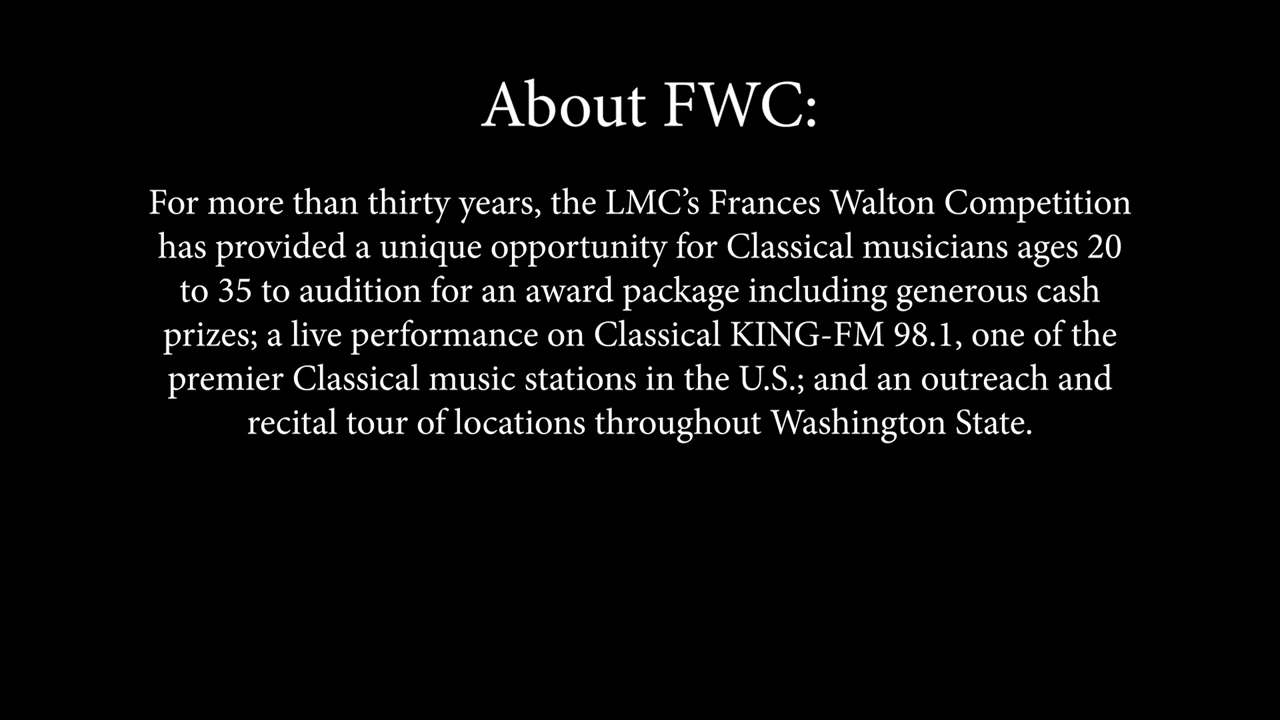 About FWC:
For more than thirty years, the LMC’s Frances Walton Competition
has provided a unique opportunity for Classical musicians ages 20
to 35 to audition for an award package including generous cash
prizes; a live performance on Classical KING-FM 98.1, one of the
premier Classical music stations in the U.S.; and an outreach and
recital tour of locations throughout Washington State.